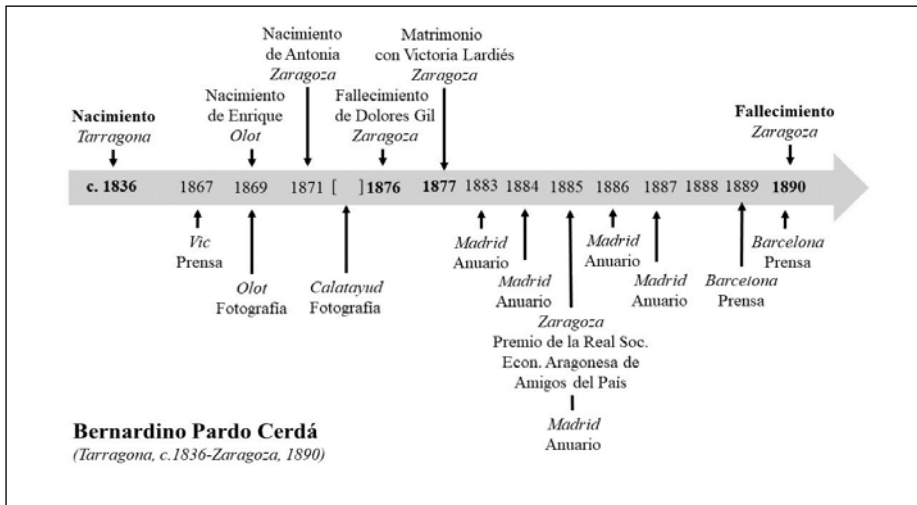 Nacimiento
de Antonia
Zaragoza
Matrimonio
con Victoria Lardiés
Zaragoza
Nacimiento
Tarragona
Nacimiento
de Enrique
Olot
Fallecimiento
de Dolores Gil
Zaragoza
Fallecimiento
Zaragoza
c. 1836 1867 1869 1871 [ ] 1876 1877 1883 1884 1885 1886 1887 1888 1889 1890
Vic
Prensa
Olot
Fotografía
Calatayud
Fotografía
Madrid
Anuario
Madrid
Anuario
Zaragoza
Premio de la Real Soc.
Econ. Aragonesa de
Amigos del País
Madrid
Anuario
Madrid
Anuario
Madrid
Anuario
Barcelona
Prensa
Barcelona
Prensa
Bernardino Pardo Cerdá
(Tarragona, c.1836-Zaragoza, 1890)